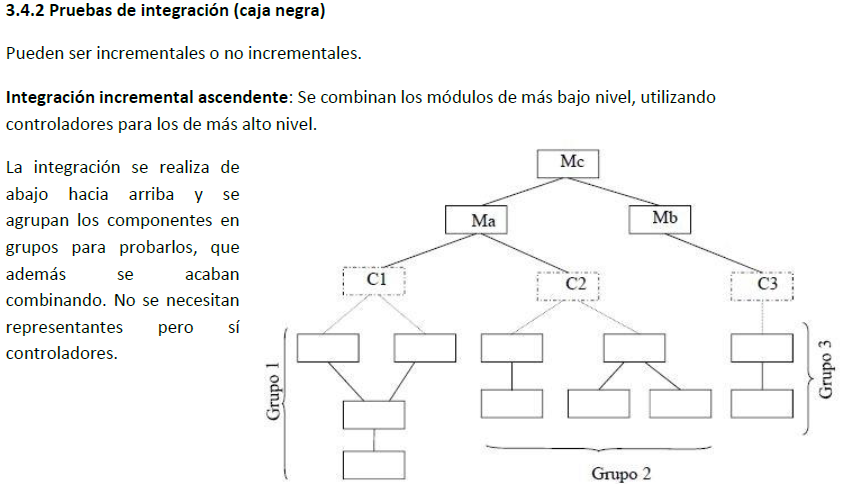 3.4.2 Pruebas de integración (caja negra)
Pueden ser incrementales o no incrementales.
Integración incremental ascendente: Se combinan los módulos de más bajo nivel, utilizando
controladores para los de más alto nivel.
La integración se realiza de
abajo hacia arriba y se
agrupan los componentes en
grupos para probarlos, que
además se acaban
combinando. No se necesitan
representantes pero sí
controladores.
Mc
Ma
Mb
C1
C2
C3
Grupo 1
Grupo 2
Grupo 3